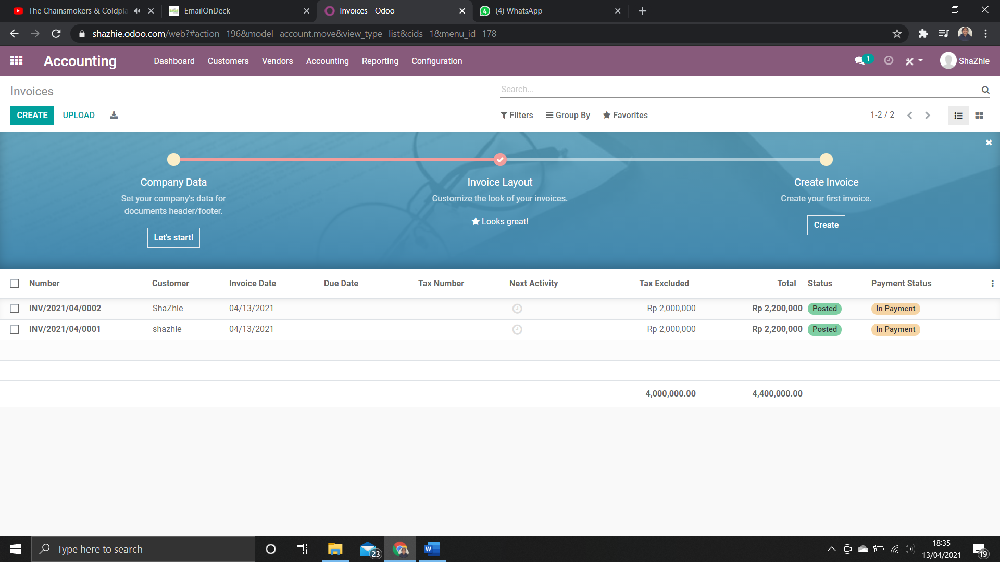 The Chainsmokers & Coldpla
EmailOnDeck
Invoices - Odoo
4
(4) WhatsApp
shazhie.odoo.com/web?#action=196&model=account.move&view_type=list&cids=1&menu_id=178
Accounting
Dashboard
Customers
Vendors
Accounting
Reporting
Configuration
1
ShaZhie
Invoices
Search...
CREATE
UPLOAD
Filters
Group By
Favorites
1-2 / 2
Company Data
Set your company's data for
documents header/footer.
Let's start!
Invoice Layout
Customize the look of your invoices.
Looks great!
Create Invoice
Create your first invoice.
Create
Number Customer Invoice Date Due Date Tax Number Next Activity Tax Excluded Total Status Payment Status
INV/2021/04/0002 ShaZhie 04/13/2021 Rp 2,000,000 Rp 2,200,000 Posted In Payment
INV/2021/04/0001 shazhie 04/13/2021 Rp 2,000,000 Rp 2,200,000 Posted In Payment
4,000,000.00 4,400,000.00
Type here to search
23
W
18:35
13/04/2021
19